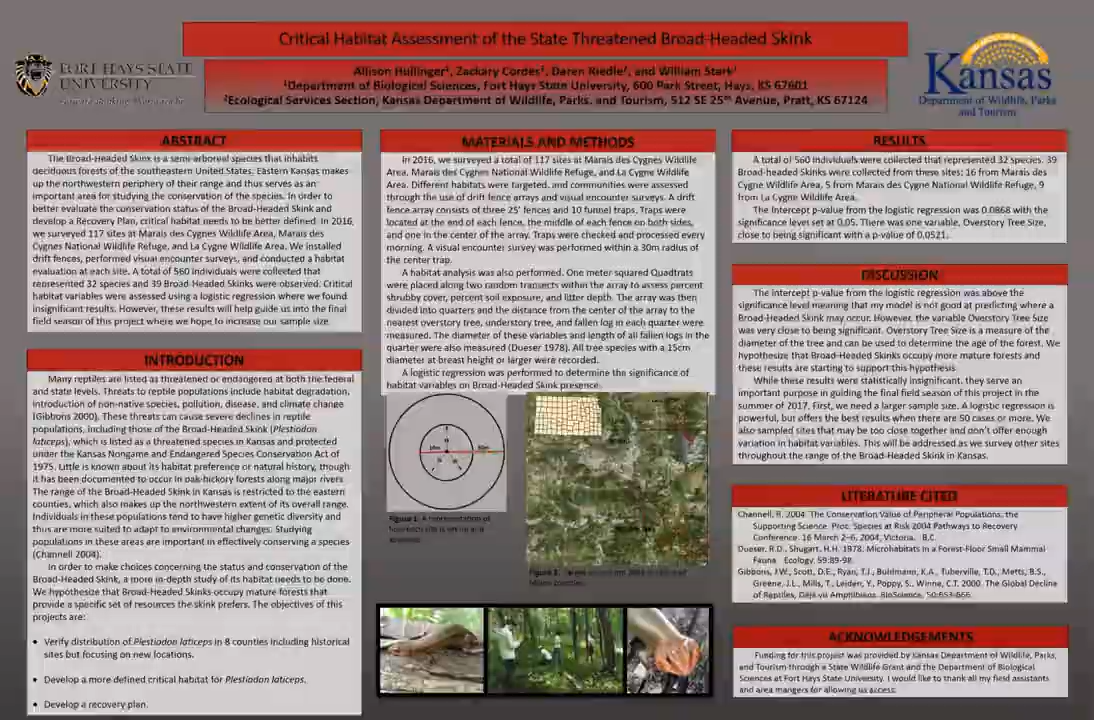 Critical Habitat Assessment of the State Threatened Broad-Headed Skink
FORT HAYS STATE
UNIVERSITY
Allison Hullinger¹, Zackary Cordes¹, Daren Riedle², and William Stark¹
¹Department of Biological Sciences, Fort Hays State University, 600 Park Street, Hays, KS 67601
²Ecological Services Section, Kansas Department of Wildlife, Parks, and Tourism, 512 SE 25th Avenue, Pratt, KS 67124
Kansas
Department of Wildlife, Parks
and Tourism
ABSTRACT
The Broad-Headed Skink is a semi-arboreal species that inhabits
deciduous forests of the southeastern United States. Eastern Kansas makes
up the northwestern periphery of their range and thus serves as an
important area for studying the conservation of the species. In order to
better evaluate the conservation status of the Broad-Headed Skink and
develop a Recovery Plan, critical habitat needs to be better defined. In 2016,
we surveyed 117 sites at Marais des Cygnes Wildlife Area, Marais des
Cygnes National Wildlife Refuge, and La Cygne Wildlife Area. We installed
drift fences, performed visual encounter surveys, and conducted a habitat
evaluation at each site. A total of 560 individuals were collected that
represented 32 species and 39 Broad-Headed Skinks were observed. Critical
habitat variables were assessed using a logistic regression where we found
insignificant results. However, these results will help guide us into the final
field season of this project where we hope to increase our sample size.
INTRODUCTION
Many reptiles are listed as threatened or endangered at both the federal
and state levels. Threats to reptile populations include habitat degradation,
introduction of non-native species, pollution, disease, and climate change
(Gibbons 2000). These threats can cause severe declines in reptile
populations, including those of the Broad-Headed Skink (Plestiodon
laticeps), which is listed as a threatened species in Kansas and protected
under the Kansas Nongame and Endangered Species Conservation Act of
1975. Little is known about its habitat preference or natural history, though
it has been documented to occur in oak-hickory forests along major rivers.
The range of the Broad-Headed Skink in Kansas is restricted to the eastern
counties, which also makes up the northwestern extent of its overall range.
Individuals in these populations tend to have higher genetic diversity and
thus are more suited to adapt to environmental changes. Studying
populations in these areas are important in effectively conserving a species
(Channell 2004).
In order to make choices concerning the status and conservation of the
Broad-Headed Skink, a more in-depth study of its habitat needs to be done.
We hypothesize that Broad-Headed Skinks occupy mature forests that
provide a specific set of resources the skink prefers. The objectives of this
projects are:
• Verify distribution of Plestiodon laticeps in 8 counties including historical
sites but focusing on new locations.
• Develop a more defined critical habitat for Plestiodon laticeps.
• Develop a recovery plan.
MATERIALS AND METHODS
In 2016, we surveyed a total of 117 sites at Marais des Cygnes Wildlife
Area, Marais des Cygnes National Wildlife Refuge, and La Cygne Wildlife
Area. Different habitats were targeted, and communities were assessed
through the use of drift fence arrays and visual encounter surveys. A drift
fence array consists of three 25' fences and 10 funnel traps. Traps were
located at the end of each fence, the middle of each fence on both sides,
and one in the center of the array. Traps were checked and processed every
morning. A visual encounter survey was performed within a 30m radius of
the center trap.
A habitat analysis was also performed. One meter squared Quadtrats
were placed along two random transects within the array to assess percent
shrubby cover, percent soil exposure, and litter depth. The array was then
divided into quarters and the distance from the center of the array to the
nearest overstory tree, understory tree, and fallen log in each quarter were
measured. The diameter of these variables and length of all fallen logs in the
quarter were also measured (Dueser 1978). All tree species with a 15cm
diameter at breast height or larger were recorded.
A logistic regression was performed to determine the significance of
habitat variables on Broad-Headed Skink presence.
Figure 1. A representation of
how each site is set up at a
Figure 2.
RESULTS
A total of 560 individuals were collected that represented 32 species. 39
Broad-headed Skinks were collected from these sites; 16 from Marais des
Cygne Wildlife Area, 5 from Marais des Cygne National Wildlife Refuge, 9
from La Cygne Wildlife Area.
The Intercept p-value from the logistic regression was 0.0868 with the
significance level set at 0.05. There was one variable, Overstory Tree Size,
close to being significant with a p-value of 0.0521.
DISCUSSION
The intercept p-value from the logistic regression was above the
significance level meaning that my model is not good at predicting where a
Broad-Headed Skink may occur. However, the variable Overstory Tree Size
was very close to being significant. Overstory Tree Size is a measure of the
diameter of the tree and can be used to determine the age of the forest. We
hypothesize that Broad-Headed Skinks occupy more mature forests and
these results are starting to support this hypothesis.
While these results were statistically insignificant, they serve an
important purpose in guiding the final field season of this project in the
summer of 2017. First, we need a larger sample size. A logistic regression is
powerful, but offers the best results when there are 50 cases or more. We
also sampled sites that may be too close together and don't offer enough
variation in habitat variables. This will be addressed as we survey other sites
throughout the range of the Broad-Headed Skink in Kansas.
LITERATURE CITED
Channell, R. 2004. The Conservation Value of Peripheral Populations, the
Supporting Science. Proc. Species at Risk 2004 Pathways to Recovery
Conference. 16 March 2–6, 2004, Victoria. B.C.
Dueser, R.D., Shugart, H.H. 1978. Microhabitats in a Forest-Floor Small Mammal
Fauna. Ecology. 59:89-98.
Gibbons, J.W., Scott, D.E., Ryan, T.J., Buhlmann, K.A., Tuberville, T.D., Metts, B.S.,
Greene, J.L., Mills, T., Leiden, Y., Poppy, S., Winne, C.T. 2000. The Global Decline
of Reptiles, Déjà vu Amphibians. BioScience. 50:653-666.
ACKNOWLEDGEMENTS
Funding for this project was provided by Kansas Department of Wildlife, Parks,
and Tourism through a State Wildlife Grant and the Department of Biological
Sciences at Fort Hays State University. I would like to thank all my field assistants
and area mangers for allowing us access.